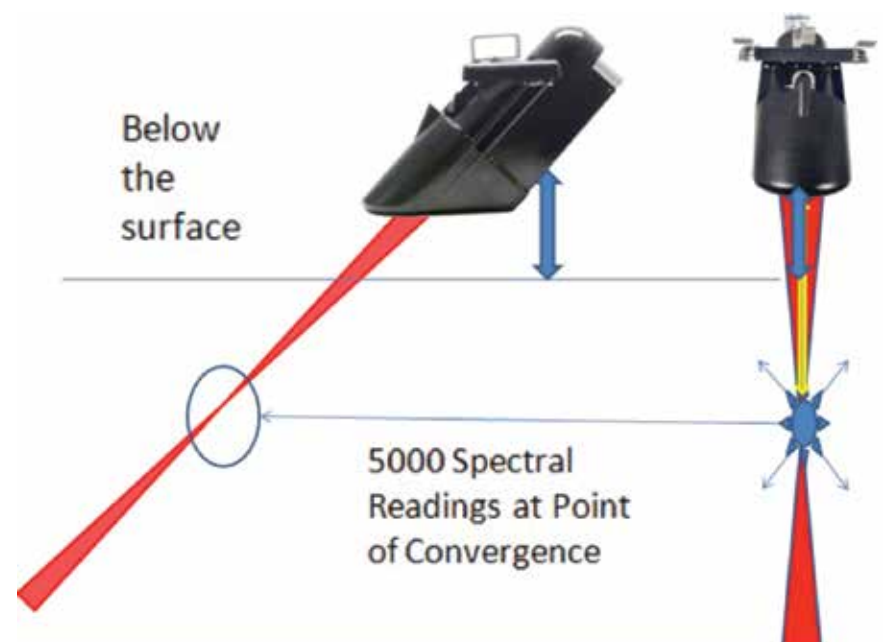 Below
the
surface
5000 Spectral
Readings at Point
of Convergence